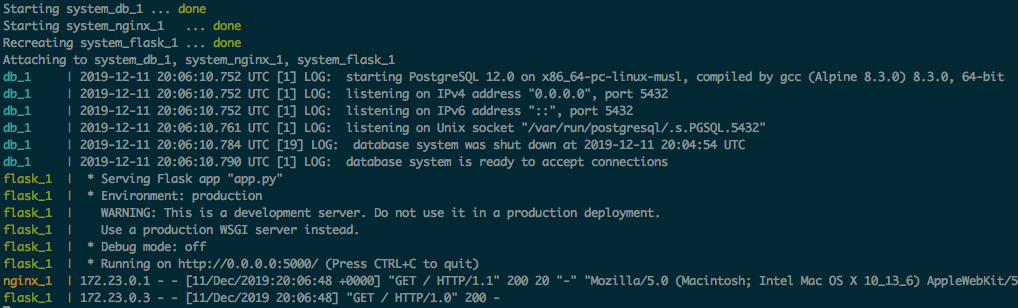 Starting system_db_1 ... done
Starting system_nginx_1   ... done
Recreating system_flask_1 ... done
Attaching to system_db_1, system_nginx_1, system_flask_1
db_1     | 2019-12-11 20:06:10.752 UTC [1] LOG:  starting PostgreSQL 12.0 on x86_64-pc-linux-musl, compiled by gcc (Alpine 8.3.0) 8.3.0, 64-bit
db_1     | 2019-12-11 20:06:10.752 UTC [1] LOG:  listening on IPv4 address "0.0.0.0", port 5432
db_1     | 2019-12-11 20:06:10.752 UTC [1] LOG:  listening on IPv6 address "::", port 5432
db_1     | 2019-12-11 20:06:10.761 UTC [1] LOG:  listening on Unix socket "/var/run/postgresql/.s.PGSQL.5432"
db_1     | 2019-12-11 20:06:10.784 UTC [19] LOG:  database system was shut down at 2019-12-11 20:04:54 UTC
db_1     | 2019-12-11 20:06:10.790 UTC [1] LOG:  database system is ready to accept connections
flask_1  |  * Serving Flask app "app.py"
flask_1  |  * Environment: production
flask_1  |    WARNING: This is a development server. Do not use it in a production deployment.
flask_1  |    Use a production WSGI server instead.
flask_1  |  * Debug mode: off
flask_1  |  * Running on http://0.0.0.0:5000/ (Press CTRL+C to quit)
nginx_1  | 172.23.0.1 - - [11/Dec/2019:20:06:48 +0000] "GET / HTTP/1.1" 200 20 "-" "Mozilla/5.0 (Macintosh; Intel Mac OS X 10_13_6) AppleWebKit/5
flask_1  | 172.23.0.3 - - [11/Dec/2019 20:06:48] "GET / HTTP/1.0" 200 -